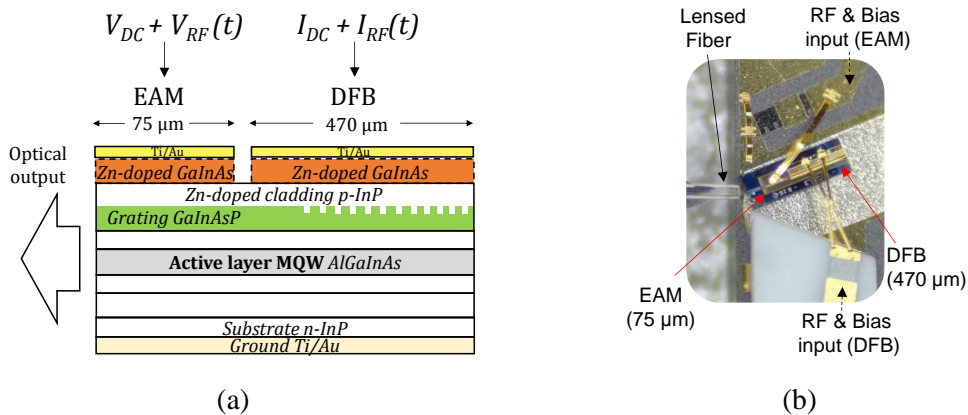 V_DC + V_RF(t)
I_DC + I_RF(t)
EAM
DFB
75 µm
470 µm
Optical
output
Ti/Au
Ti/Au
Zn-doped GaInAs
Zn-doped GaInAs
Zn-doped cladding p-InP
Grating GaInAsP
Active layer MQW AlGaInAs
Substrate n-InP
Ground Ti/Au
(a)
Lensed
Fiber
RF & Bias
input (EAM)
EAM
(75 µm)
DFB
(470 µm)
RF & Bias
input (DFB)
(b)